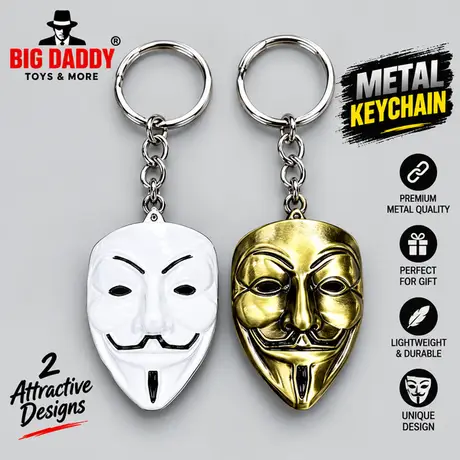 BIG DADDY®
TOYS & MORE
METAL
KEYCHAIN
PREMIUM
METAL QUALITY
PERFECT
FOR GIFT
LIGHTWEIGHT
& DURABLE
UNIQUE
DESIGN
2
Attractive
Designs